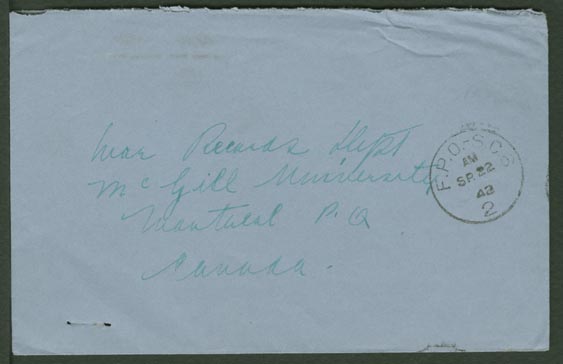 War Records Dept
McGill University
Montreal P.Q.
Canada.
F.P.O.-S.C.6
AM
SP 22
43
2